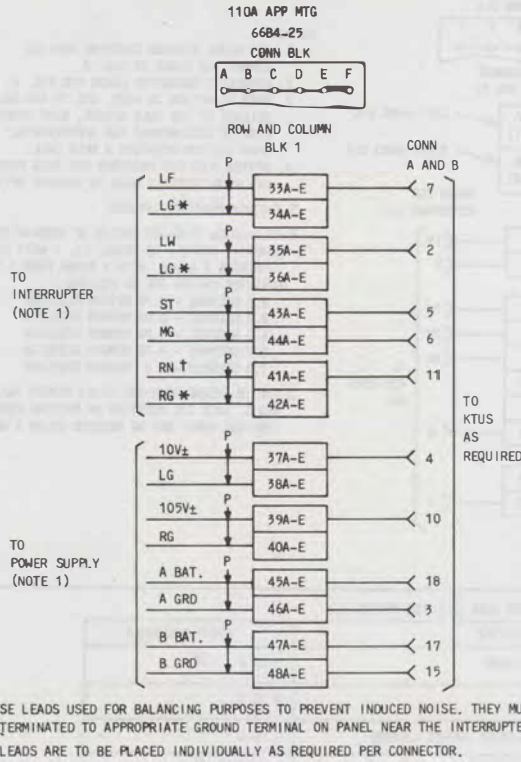 110A APP MTG
66B4-25
CONN BLK
A B C D E F
ROW AND COLUMN
BLK 1
CONN
A AND B
P
LF 33A-E 7
LG* 34A-E
P
LW 35A-E 2
LG* 36A-E
TO
INTERRUPTER
(NOTE 1)
P
ST 43A-E 5
MG 44A-E 6
P
RN † 41A-E 11
RG * 42A-E
TO
KTUS
AS
REQUIRED
P
10V± 37A-E 4
LG 38A-E
P
105V± 39A-E 10
RG 40A-E
TO
POWER SUPPLY
(NOTE 1)
P
A BAT. 45A-E 18
A GRD 46A-E 3
P
B BAT. 47A-E 17
B GRD 48A-E 15
SE LEADS USED FOR BALANCING PURPOSES TO PREVENT INDUCED NOISE. THEY MU
TERMINATED TO APPROPRIATE GROUND TERMINAL ON PANEL NEAR THE INTERRUPTE
LEADS ARE TO BE PLACED INDIVIDUALLY AS REQUIRED PER CONNECTOR.